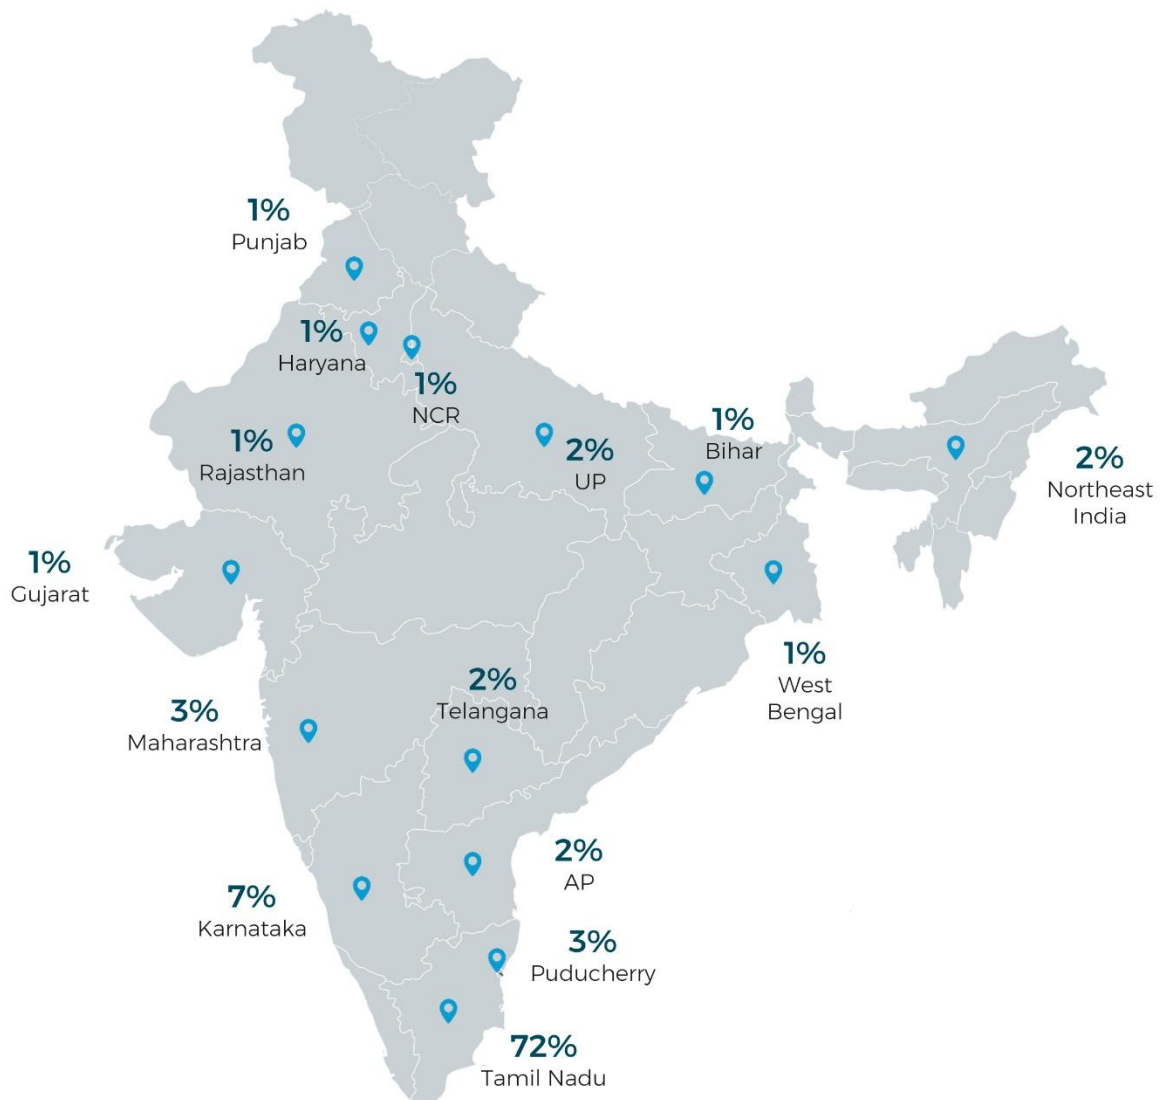 1%
Punjab
1%
Haryana
1%
NCR
1%
Rajasthan
2%
UP
1%
Bihar
2%
Northeast
India
1%
Gujarat
1%
West
Bengal
2%
Telangana
3%
Maharashtra
2%
AP
7%
Karnataka
3%
Puducherry
72%
Tamil Nadu